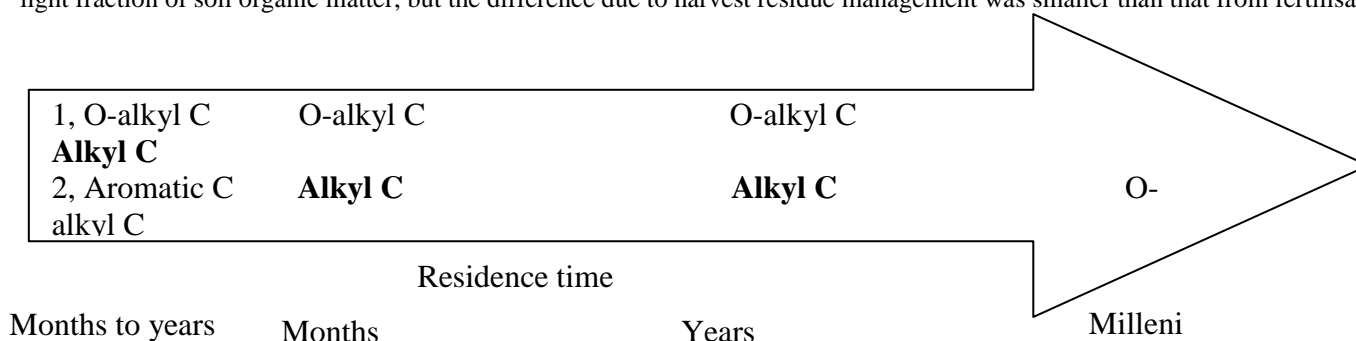 light fraction of soil organic matter, but the difference due to harvest residue management was smaller than that from
1, O-alkyl C O-alkyl C O-alkyl C
Alkyl C
2, Aromatic C Alkyl C Alkyl C O-
alkyl C
Residence time
Months to years Months Years Milleni